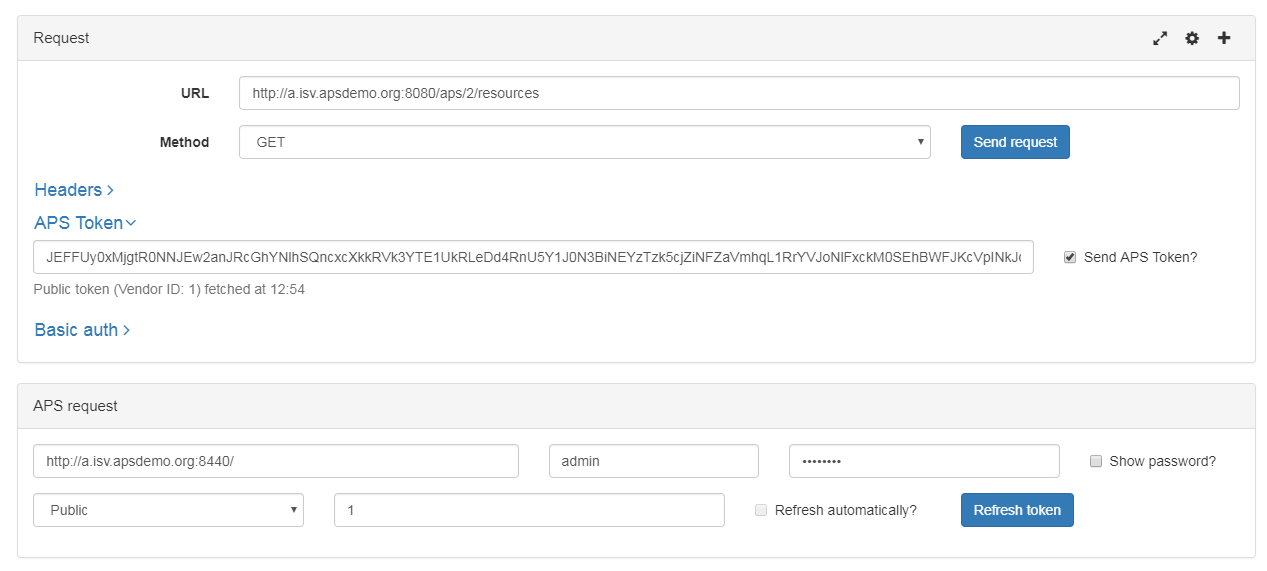 Request
URL
http://a.isv.apsdemo.org:8080/aps/2/resources
Method
GET
Send request
Headers
APS Token
Send APS Token?
Public token (Vendor ID: 1) fetched at 12:54
Basic auth
APS request
http://a.isv.apsdemo.org:8440/
admin
••••••••
Show password?
Public
1
Refresh automatically?
Refresh token